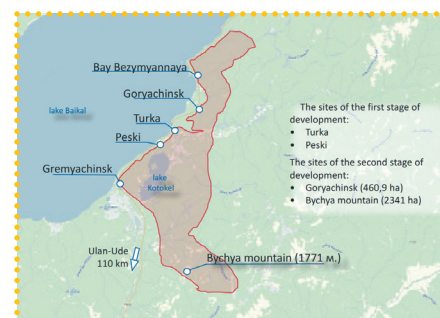 Bay Bezymyannaya
lake Baikal
Goryachinsk
Turka
Peski
Gremyachinsk
lake
Kotokel
Ulan-Ude
110 km
Bychya mountain (1771 м.)
The sites of the first stage of
development:
• Turka
• Peski
The sites of the second stage of
development:
• Goryachinsk (460,9 ha)
• Bychya mountain (2341 ha)